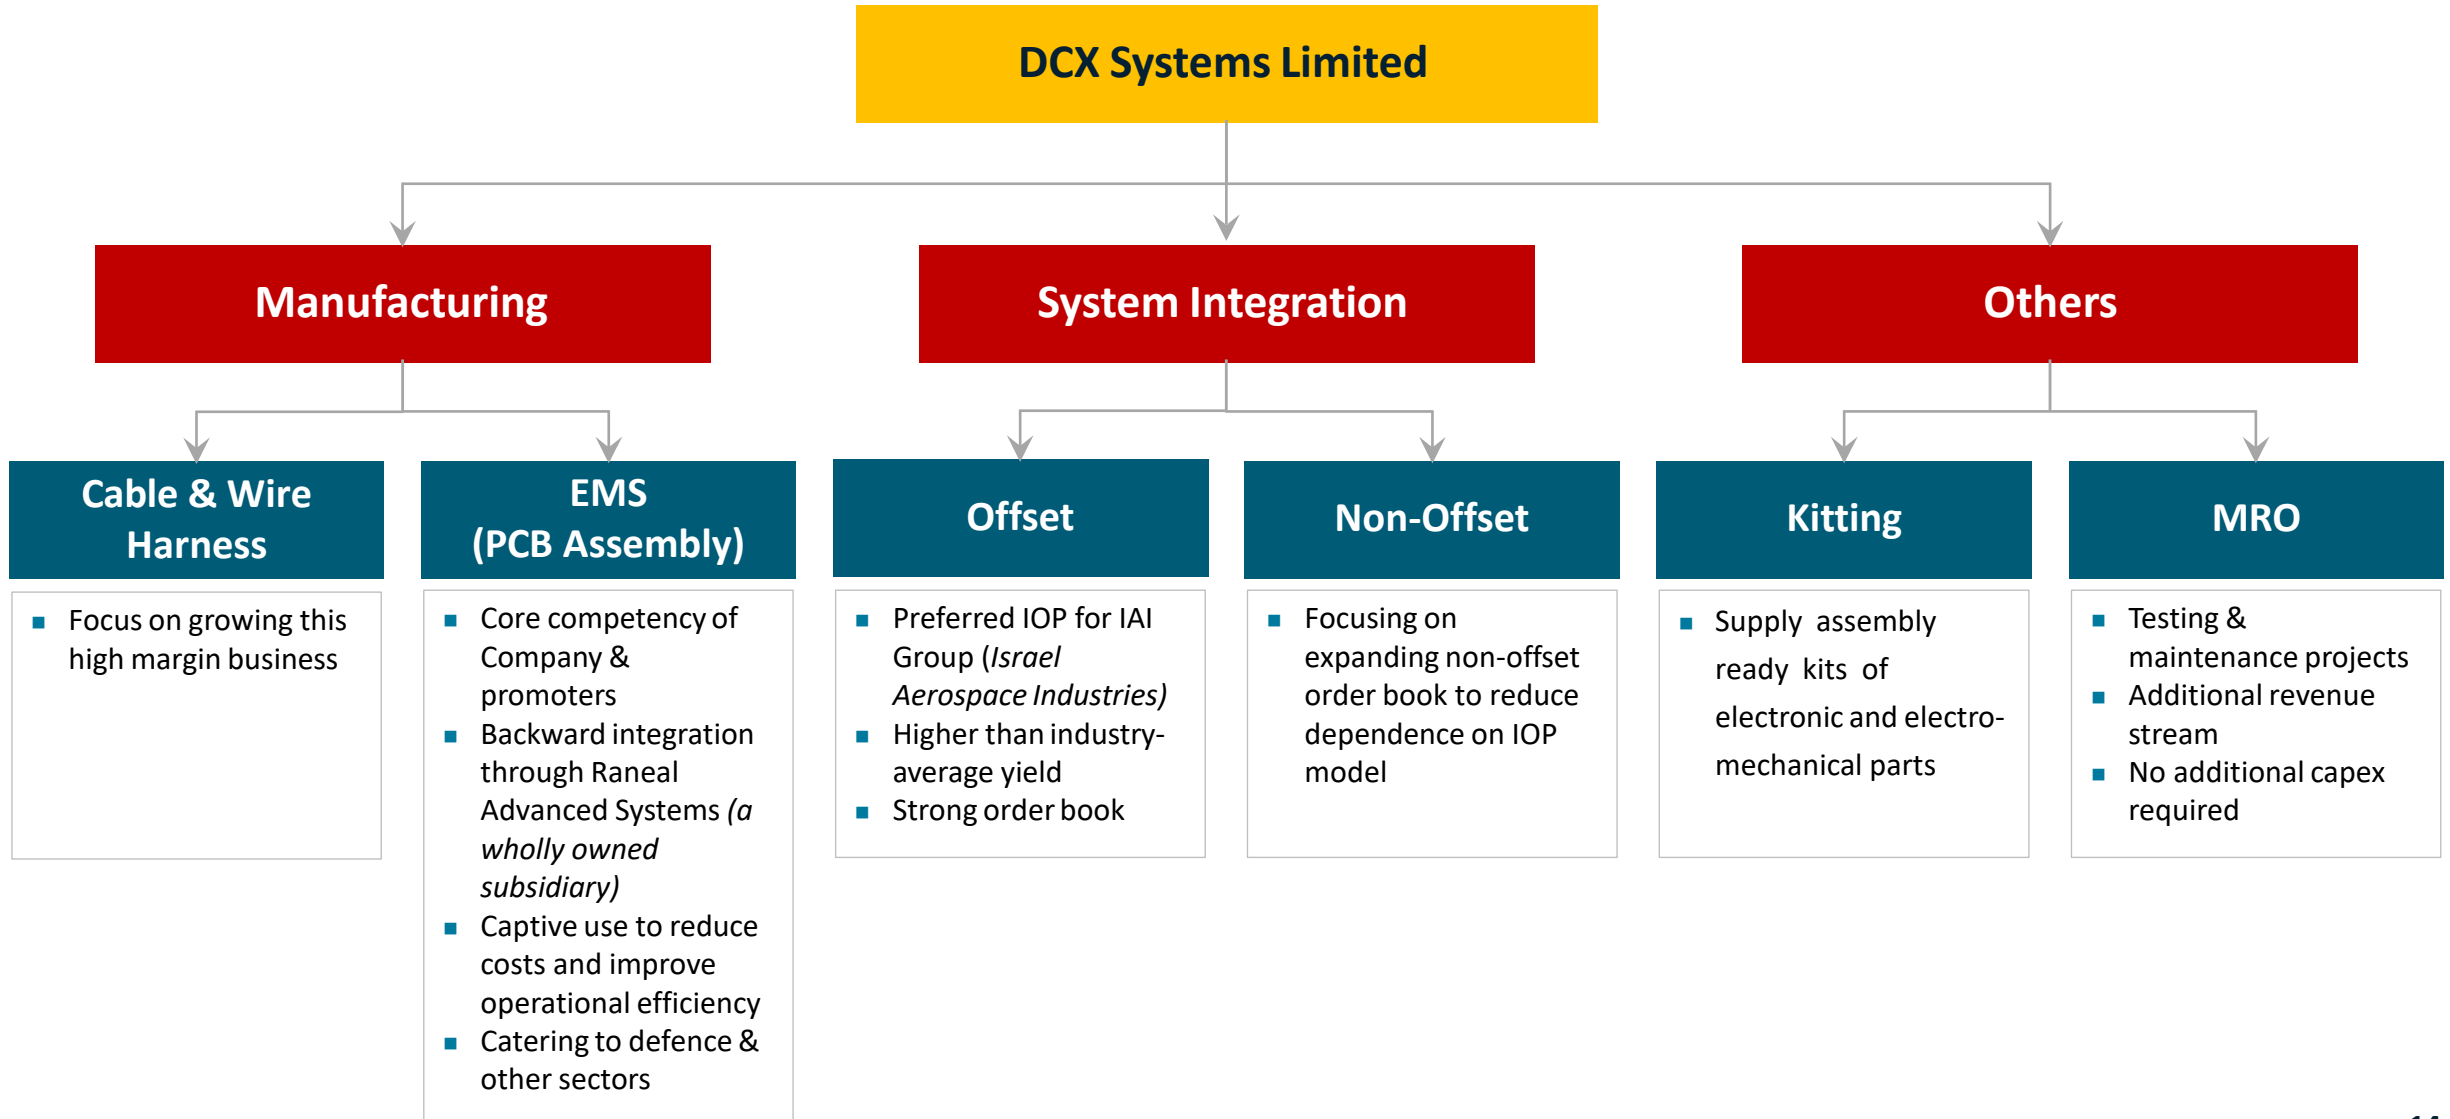 DCX Systems Limited
Manufacturing
System Integration
Others
Cable & Wire
Harness
EMS
(PCB Assembly)
Offset
Non-Offset
Kitting
MRO
▪ Focus on growing this
high margin business
▪ Core competency of
Company &
promoters
▪ Backward integration
through Raneal
Advanced Systems (a
wholly owned
subsidiary)
▪ Captive use to reduce
costs and improve
operational efficiency
▪ Catering to defence &
other sectors
▪ Preferred IOP for IAI
Group (Israel
Aerospace Industries)
▪ Higher than industry-
average yield
▪ Strong order book
▪ Focusing on
expanding non-offset
order book to reduce
dependence on IOP
model
▪ Supply assembly
ready kits of
electronic and electro-
mechanical parts
▪ Testing &
maintenance projects
▪ Additional revenue
stream
▪ No additional capex
required